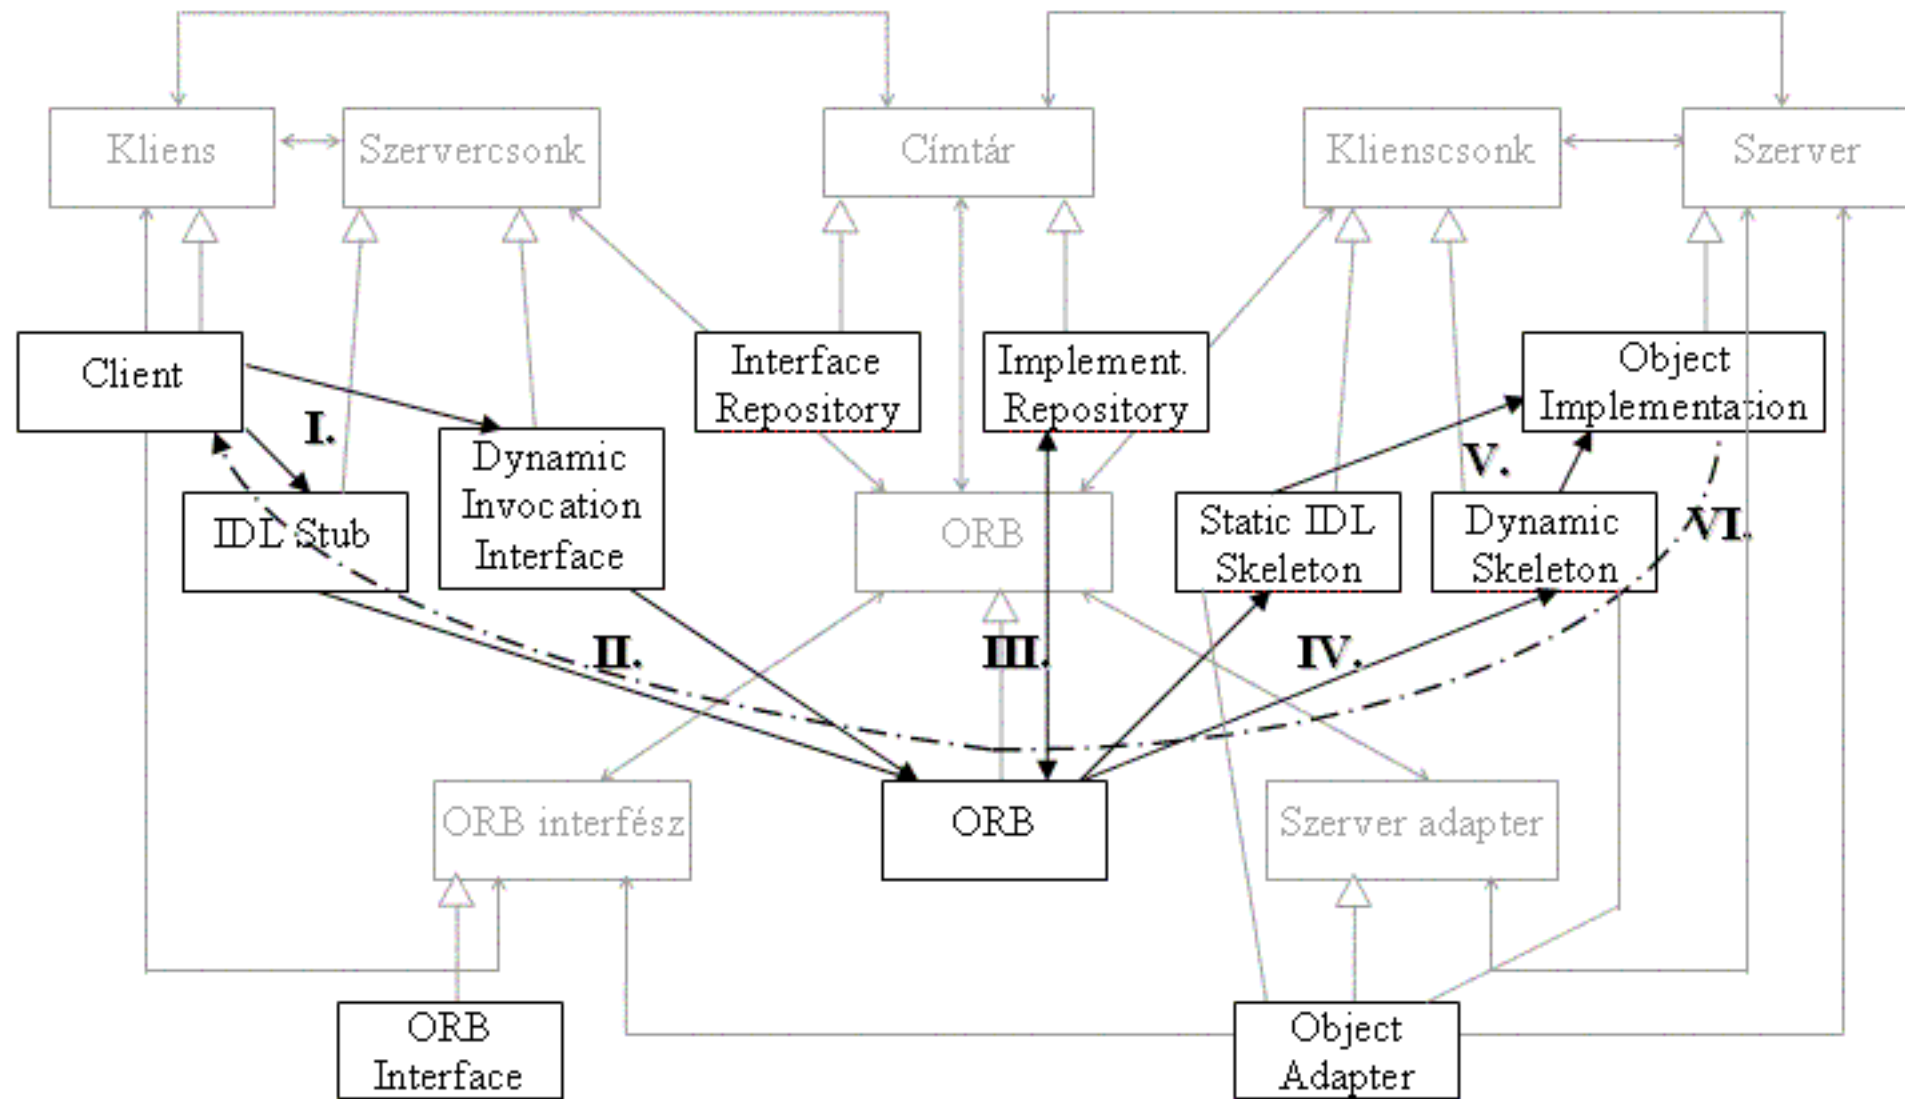 Kliens
Szervercsonk
Címtár
Klienscsonk
Szerver
Client
Interface
Repository
Implement.
Repository
Object
Implementation
I.
Dynamic
Invocation
Interface
V.
IDL Stub
ORB
Static IDL
Skeleton
Dynamic
Skeleton
VI.
II.
III.
IV.
ORB interfész
ORB
Szerver adapter
ORB
Interface
Object
Adapter